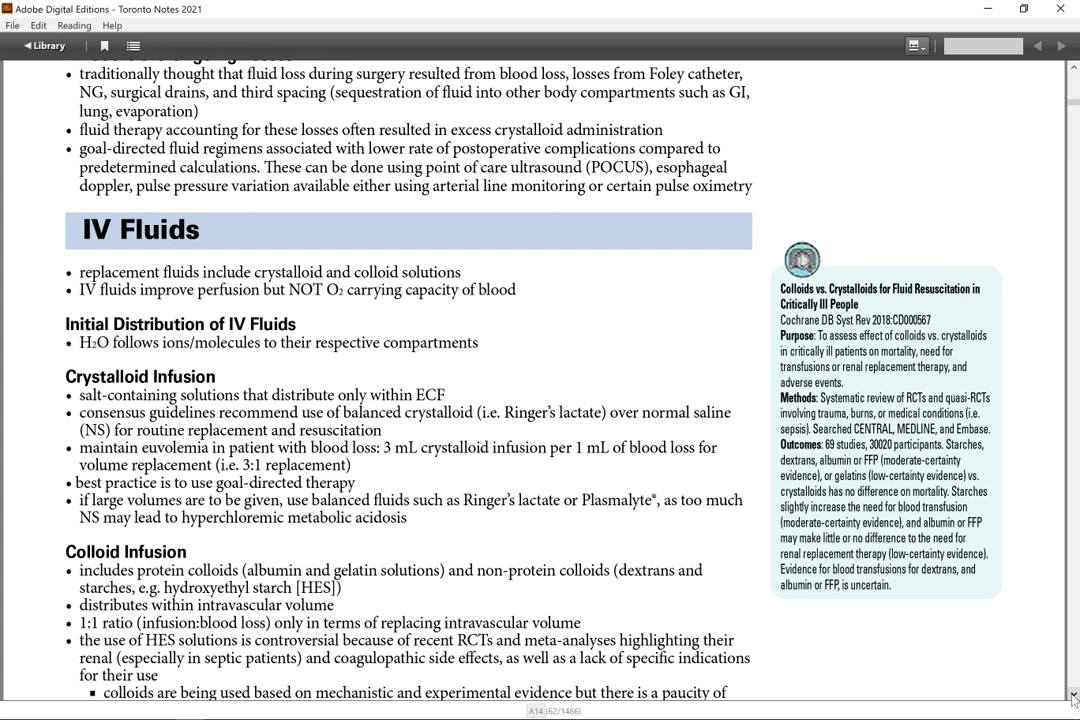 Adobe Digital Editions - Toronto Notes 2021
File Edit Reading Help
Library
• traditionally thought that fluid loss during surgery resulted from blood loss, losses from Foley catheter,
NG, surgical drains, and third spacing (sequestration of fluid into other body compartments such as GI,
lung, evaporation)
• fluid therapy accounting for these losses often resulted in excess crystalloid administration
• goal-directed fluid regimens associated with lower rate of postoperative complications compared to
predetermined calculations. These can be done using point of care ultrasound (POCUS), esophageal
doppler, pulse pressure variation available either using arterial line monitoring or certain pulse oximetry
IV Fluids
• replacement fluids include crystalloid and colloid solutions
• IV fluids improve perfusion but NOT O₂ carrying capacity of blood
Initial Distribution of IV Fluids
• H₂O follows ions/molecules to their respective compartments
Crystalloid Infusion
• salt-containing solutions that distribute only within ECF
• consensus guidelines recommend use of balanced crystalloid (i.e. Ringer's lactate) over normal saline
(NS) for routine replacement and resuscitation
• maintain euvolemia in patient with blood loss: 3 mL crystalloid infusion per 1 mL of blood loss for
volume replacement (i.e. 3:1 replacement)
• best practice is to use goal-directed therapy
• if large volumes are to be given, use balanced fluids such as Ringer's lactate or Plasmalyte®, as too much
NS may lead to hyperchloremic metabolic acidosis
Colloid Infusion
• includes protein colloids (albumin and gelatin solutions) and non-protein colloids (dextrans and
starches, e.g. hydroxyethyl starch [HES])
• distributes within intravascular volume
• 1:1 ratio (infusion:blood loss) only in terms of replacing intravascular volume
• the use of HES solutions is controversial because of recent RCTs and meta-analyses highlighting their
renal (especially in septic patients) and coagulopathic side effects, as well as a lack of specific indications
for their use
▪ colloids are being used based on mechanistic and experimental evidence but there is a paucity of
Colloids vs. Crystalloids for Fluid Resuscitation in
Critically Ill People
Cochrane DB Syst Rev 2018:CD000567
Purpose: To assess effect of colloids vs. crystalloids
in critically ill patients on mortality, need for
transfusions or renal replacement therapy, and
adverse events.
Methods: Systematic review of RCTs and quasi-RCTs
involving trauma, burns, or medical conditions (i.e.
sepsis). Searched CENTRAL, MEDLINE, and Embase.
Outcomes: 69 studies, 30020 participants. Starches,
dextrans, albumin or FFP (moderate-certainty
evidence), or gelatins (low-certainty evidence) vs.
crystalloids has no difference on mortality. Starches
slightly increase the need for blood transfusion
(moderate-certainty evidence), and albumin or FFP
may make little or no difference to the need for
renal replacement therapy (low-certainty evidence).
Evidence for blood transfusions for dextrans, and
albumin or FFP, is uncertain.
A14 (62/1466)